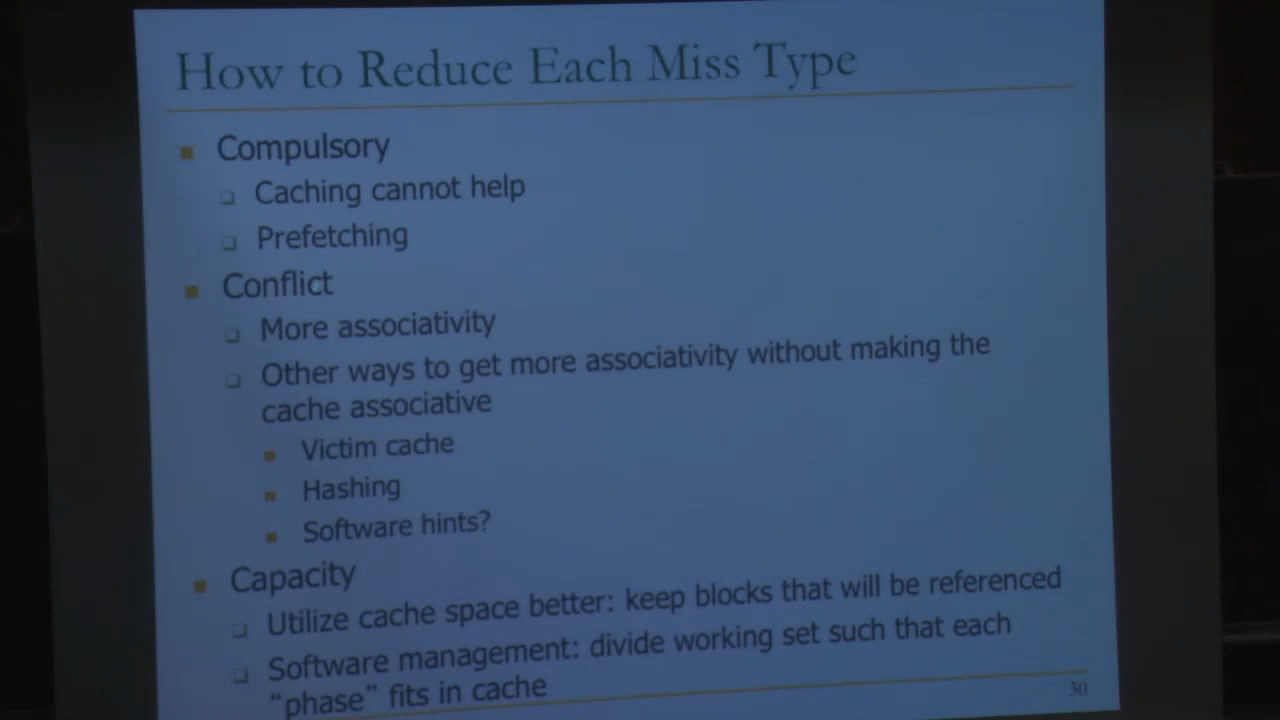 How to Reduce Each Miss Type
Compulsory
Caching cannot help
Prefetching
Conflict
More associativity
Other ways to get more associativity without making the
cache associative
Victim cache
Hashing
Software hints?
Capacity
Utilize cache space better: keep blocks that will be referenced
Software management: divide working set such that each
“phase” fits in cache
30